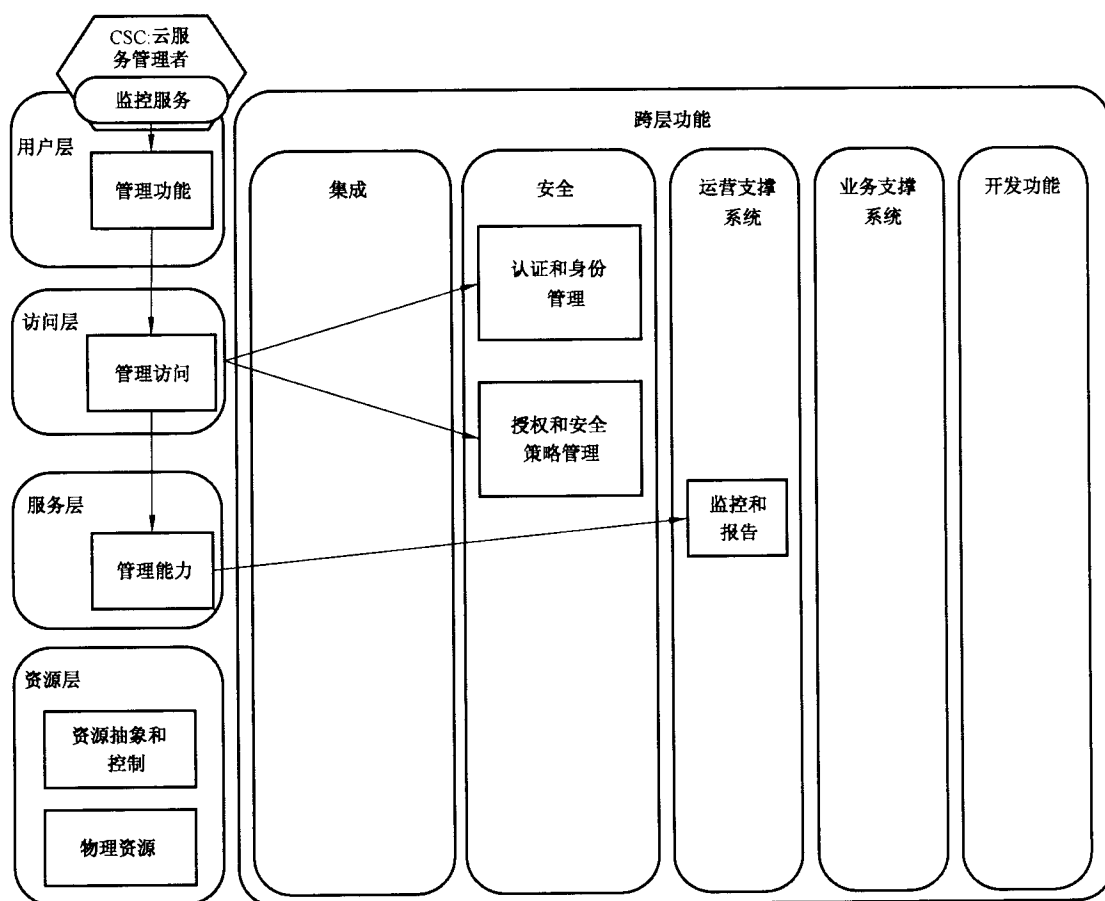 CSC:云服
务管理者
监控服务
用户层
管理功能
访问层
管理访问
服务层
管理能力
资源层
资源抽象和
控制
物理资源
跨层功能
集成
安全
认证和身份
管理
授权和安全
策略管理
运营支撑
系统
监控和
报告
业务支撑
系统
开发功能